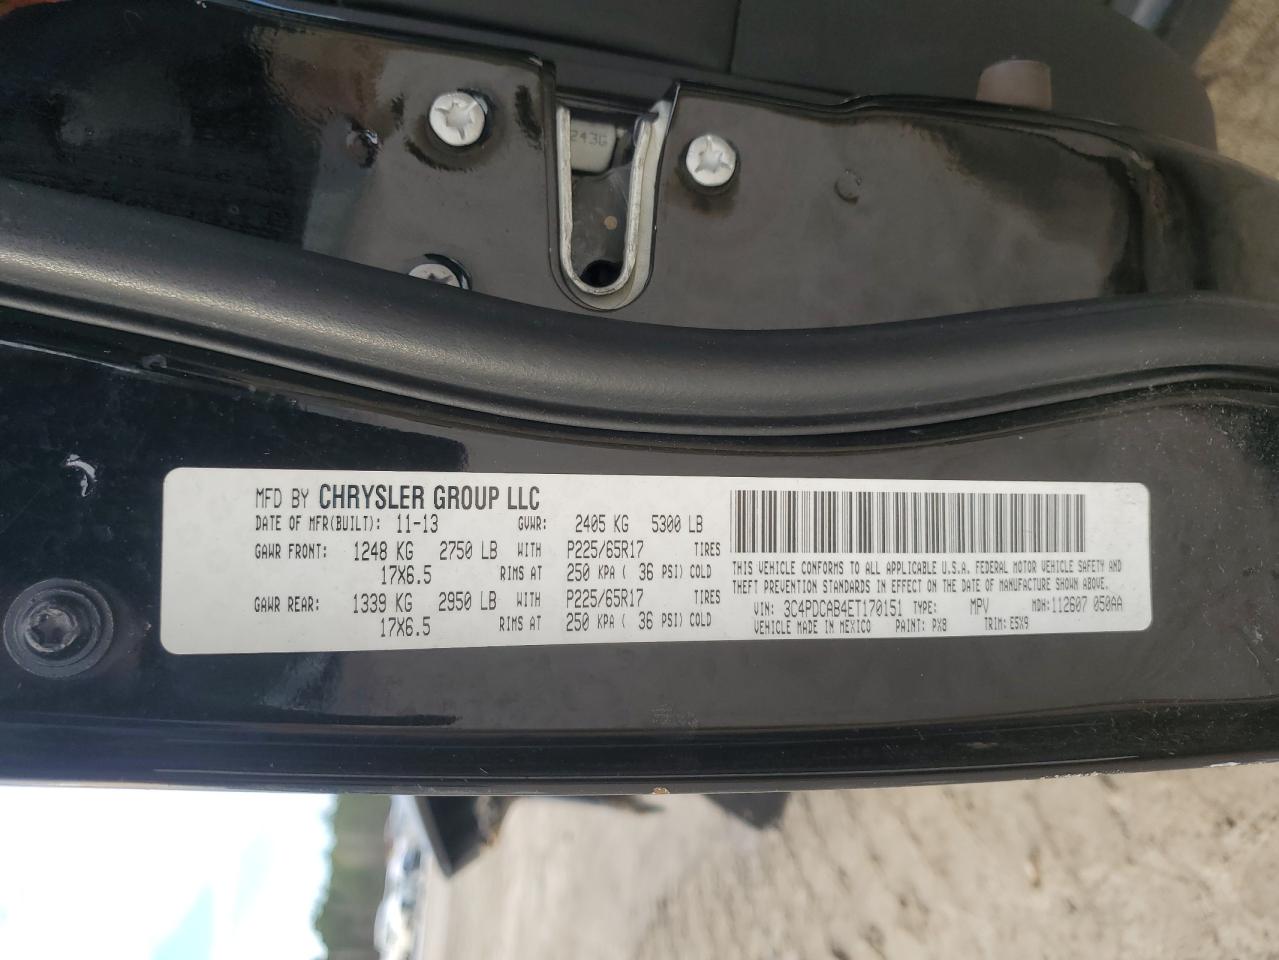 243G
MFD BY CHRYSLER GROUP LLC
DATE OF MFR(BUILT): 11-13 GVWR: 2405 KG 5300 LB
GAWR FRONT: 1248 KG 2750 LB WITH P225/65R17 TIRES
17X6.5 RIMS AT 250 KPA ( 36 PSI) COLD
GAWR REAR: 1339 KG 2950 LB WITH P225/65R17 TIRES
17X6.5 RIMS AT 250 KPA ( 36 PSI) COLD
THIS VEHICLE CONFORMS TO ALL APPLICABLE U.S.A. FEDERAL MOTOR VEHICLE SAFETY AND
THEFT PREVENTION STANDARDS IN EFFECT ON THE DATE OF MANUFACTURE SHOWN ABOVE.
VIN: 3C4PDCAB4ET170151 TYPE: MPV MDH: 112607 050AA
VEHICLE MADE IN MEXICO PAINT: PX8 TRIM: E5X9